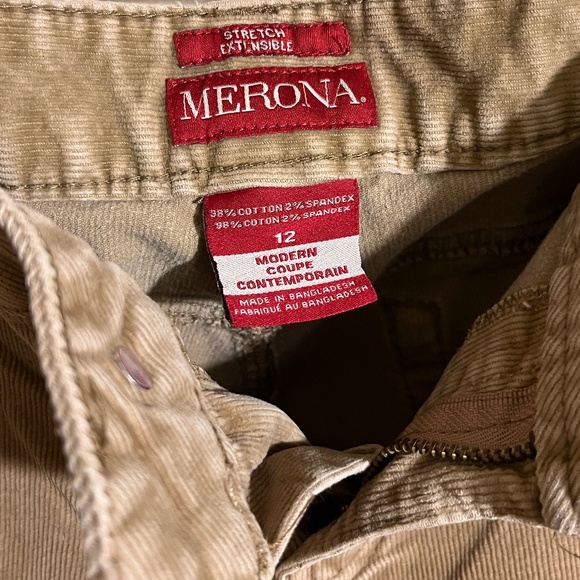 STRETCH
EXTENSIBLE
MERONA®
98% COTTON 2% SPANDEX
98% COTON 2% SPANDEX
12
MODERN
COUPE
CONTEMPORAIN
MADE IN BANGLADESH
FABRIQUÉ AU BANGLADESH